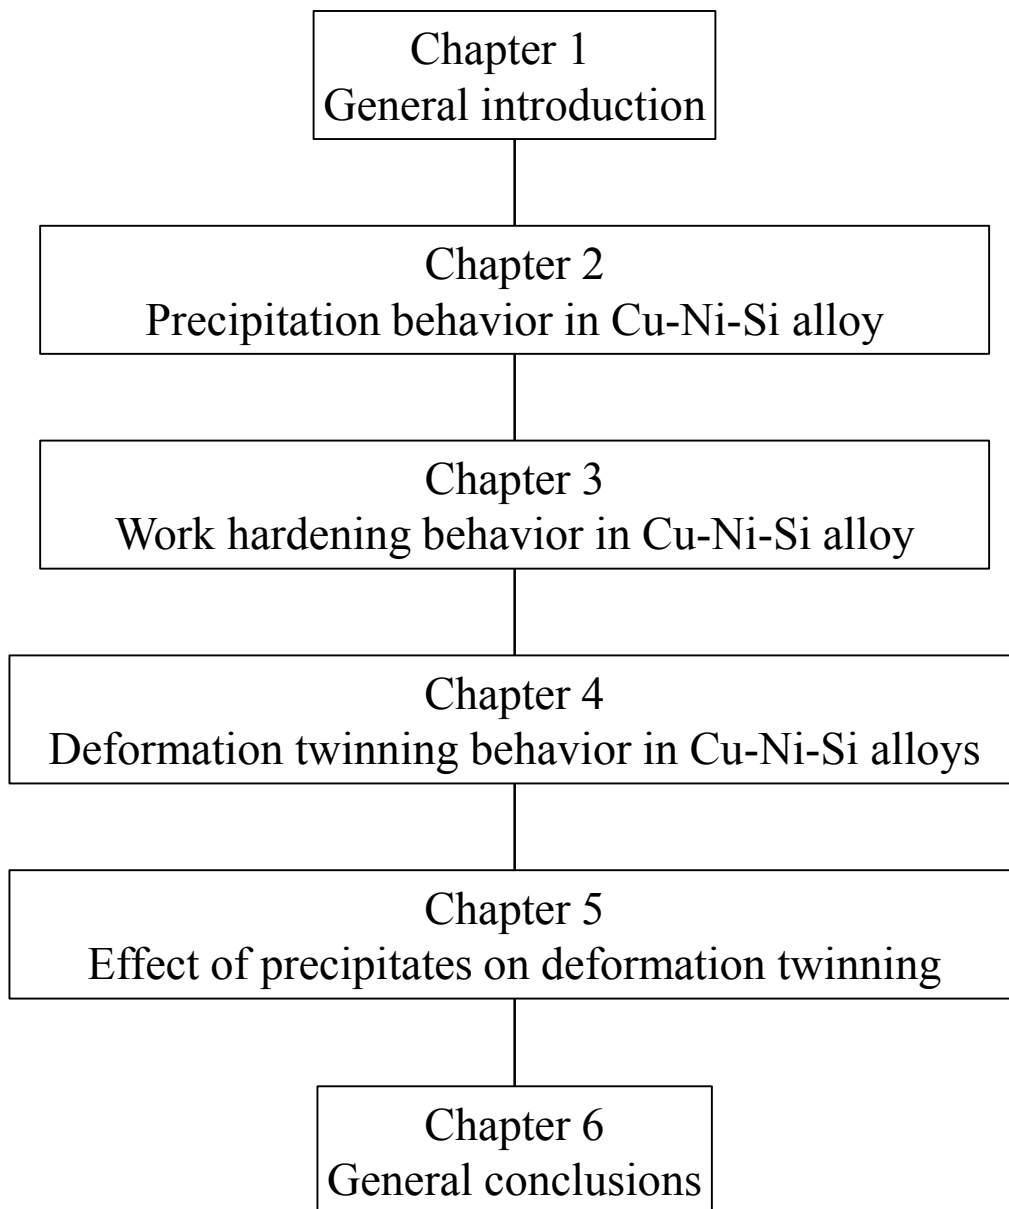 Chapter 1
General introduction
Chapter 2
Precipitation behavior in Cu-Ni-Si alloy
Chapter 3
Work hardening behavior in Cu-Ni-Si alloy
Chapter 4
Deformation twinning behavior in Cu-Ni-Si alloys
Chapter 5
Effect of precipitates on deformation twinning
Chapter 6
General conclusions